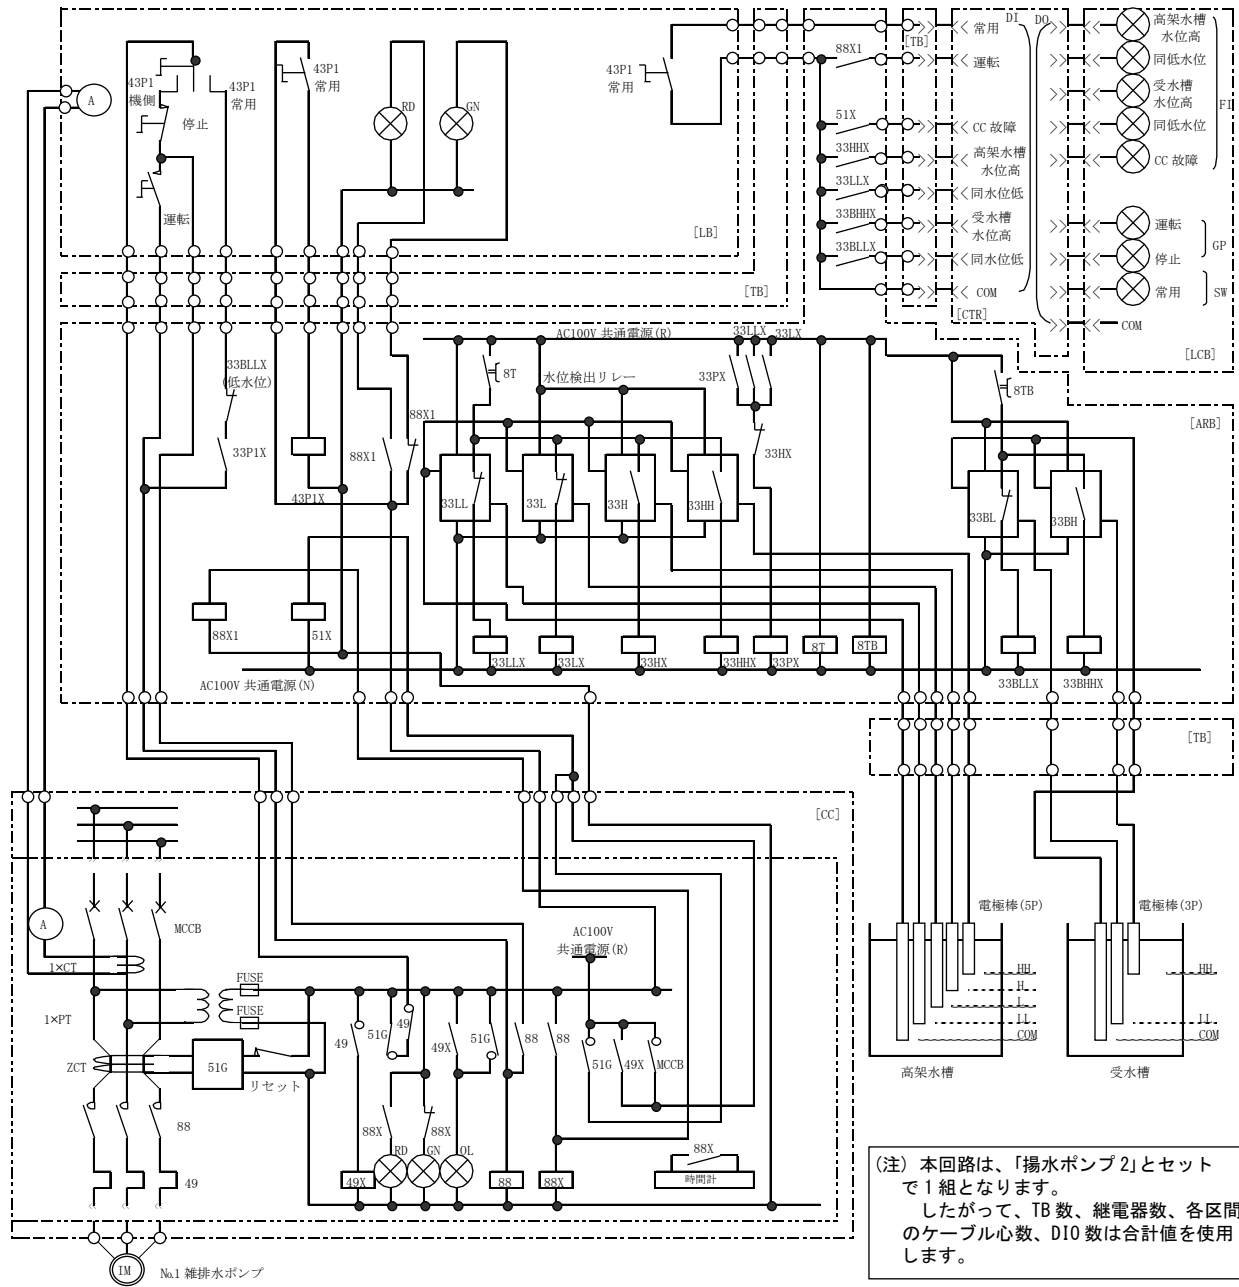 43P1
機側
停止
運転
43P1
常用
43P1
常用
RD
GN
A
[LB]
[TB]
43P1
常用
88X1
51X
33HHX
33LLX
33BHHX
33BLLX
[TB]
常用
運転
CC 故障
高架水槽
水位高
同水位低
受水槽
水位高
同水位低
COM
[CTR]
DI
DO
高架水槽
水位高
同低水位
受水槽
水位高
同低水位
CC 故障
FI
運転
停止
GP
常用
SW
COM
[LCB]
[ARB]
33BLLX
(低水位)
33P1X
43P1X
88X1
88X1
AC100V 共通電源(R)
8T
水位検出リレー
33LLX
33LX
33PX
33HX
8TB
33LL
33L
33H
33HH
33BL
33BH
88X1
51X
33LLX
33LX
33HX
33HHX
33PX
8T
8TB
33BLLX
33BHHX
AC100V 共通電源(N)
[TB]
[CC]
MCCB
A
1×CT
1×PT
FUSE
FUSE
ZCT
51G
リセット
88
49
IM
№1 雑排水ポンプ
49
51G
49
49X
51G
88
88
AC100V
共通電源(R)
51G
49X
MCCB
88X
88X
RD
GN
OL
49X
88
88X
88X
時間計
電極棒(5P)
HH
H
L
LL
COM
高架水槽
電極棒(3P)
HH
LL
COM
受水槽
(注) 本回路は、「揚水ポンプ2」とセット
で1組となります。
したがって、TB 数、継電器数、各区間
のケーブル心数、DIO 数は合計値を使用
します。